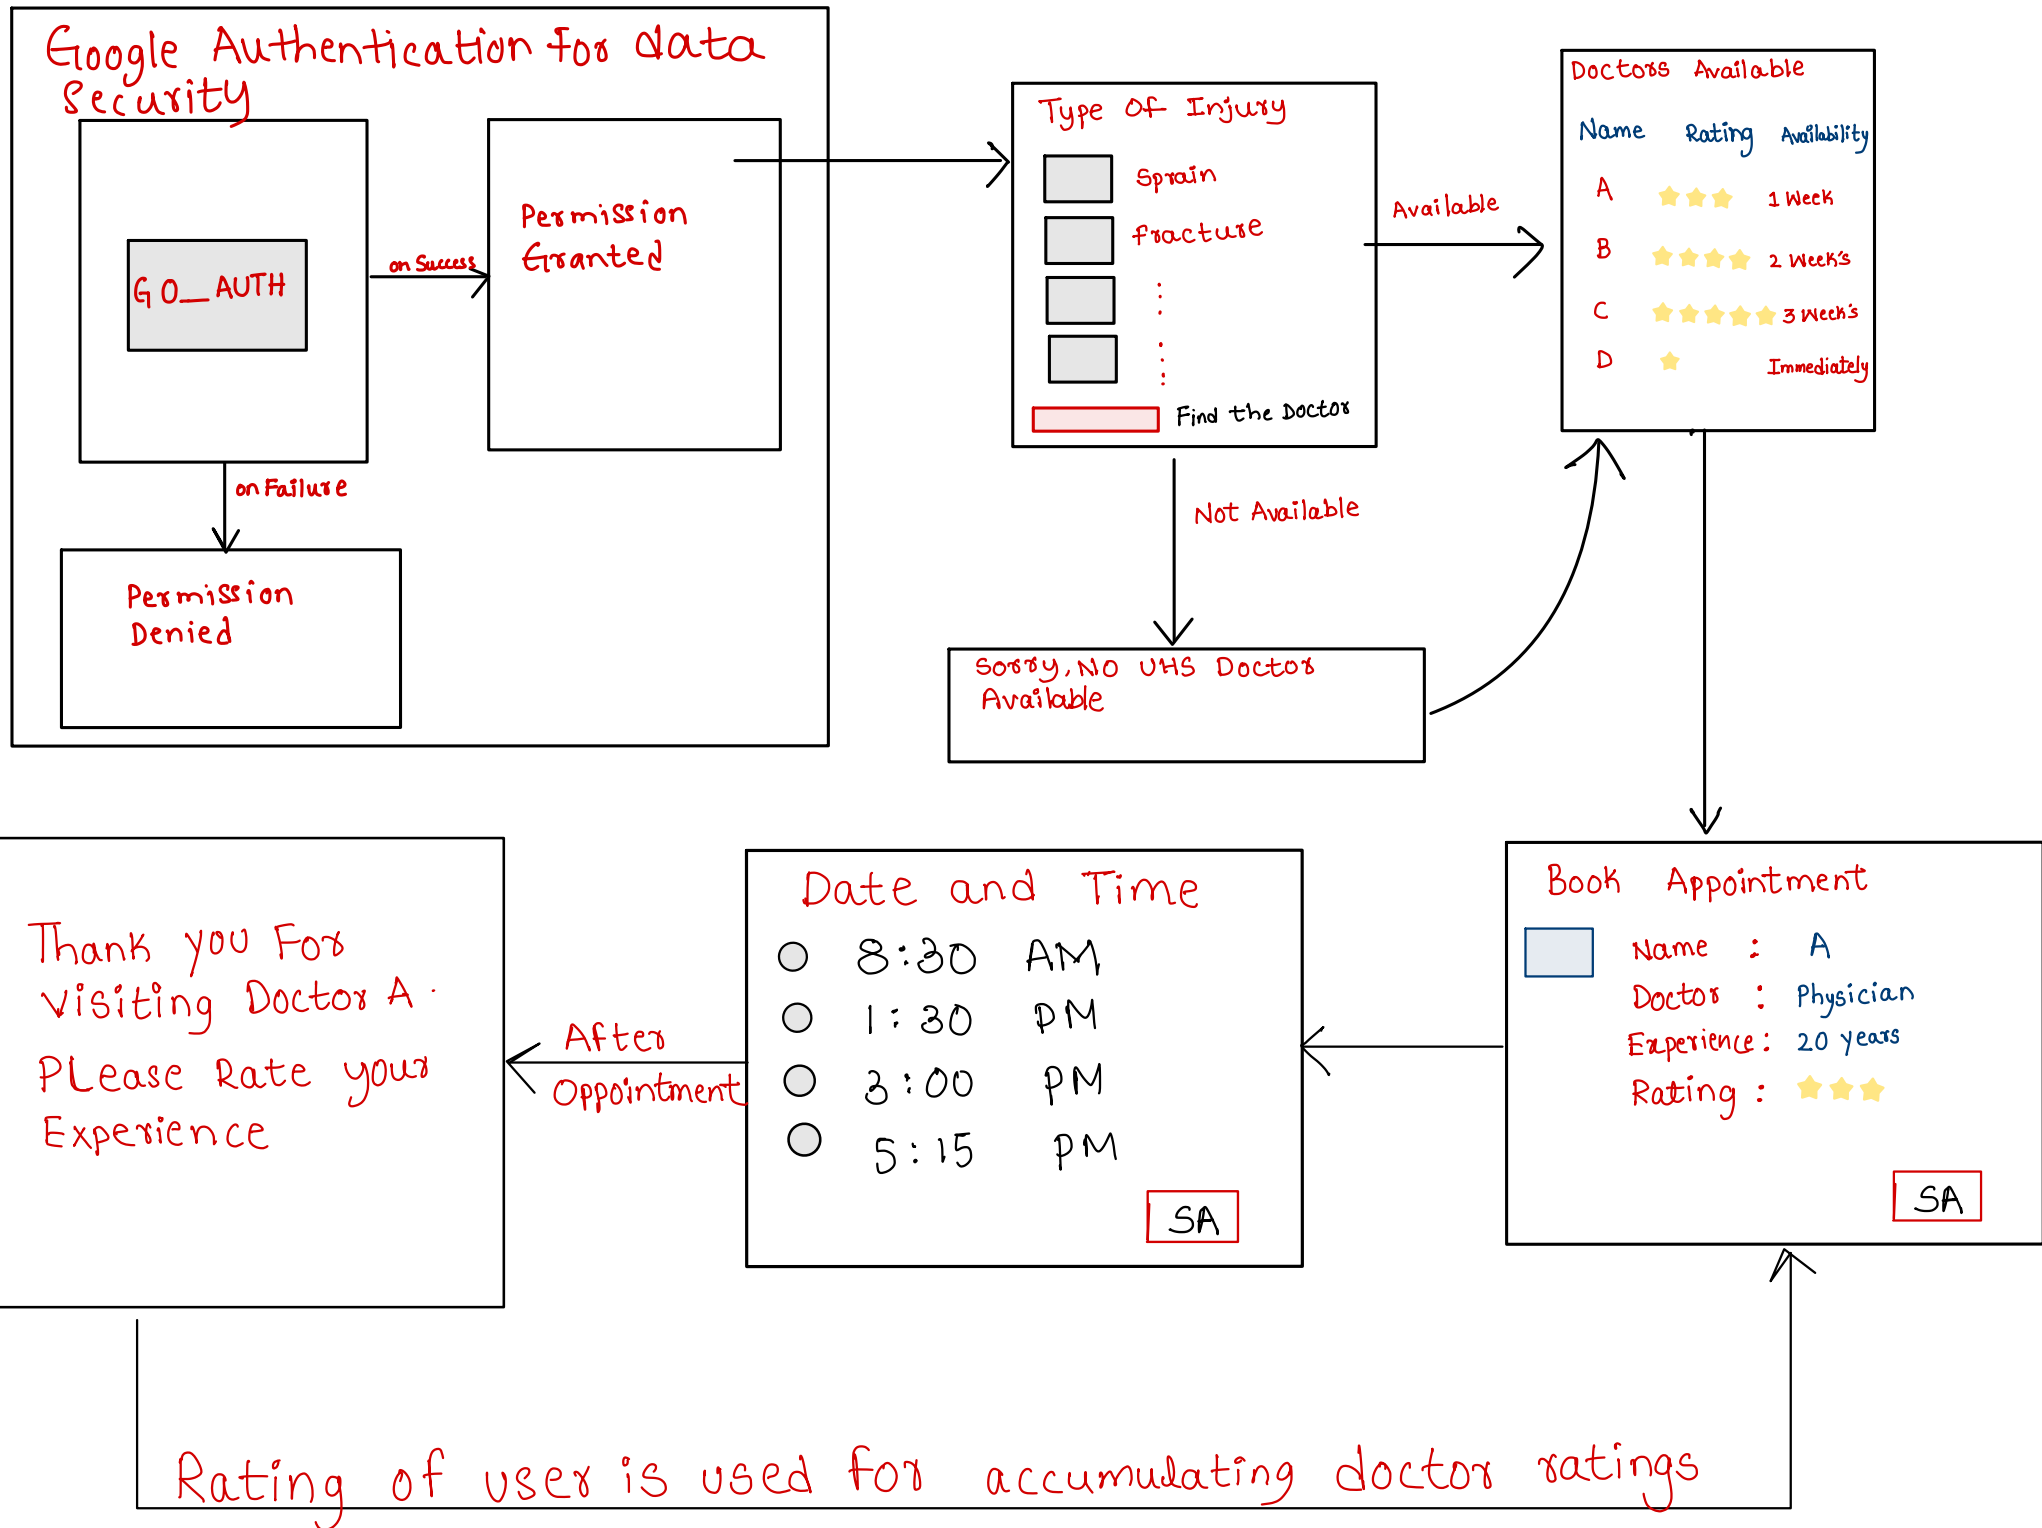 Google Authentication For data
Security
GO_AUTH
on Success
Permission
Granted
on Failure
Permission
Denied
Type Of Injury
Sprain
fracture
Find the Doctor
Available
Not Available
Sorry, No UHS Doctor
Available
Doctors Available
Name Rating Availability
A 1 Week
B 2 Week's
C 3 Week's
D Immediately
Book Appointment
Name : A
Doctor : Physician
Experience : 20 years
Rating :
SA
Date and Time
8:30 AM
1:30 PM
3:00 PM
5:15 PM
SA
After
Oppointment
Thank you For
Visiting Doctor A.
Please Rate your
Experience
Rating of user is used for accumulating doctor ratings